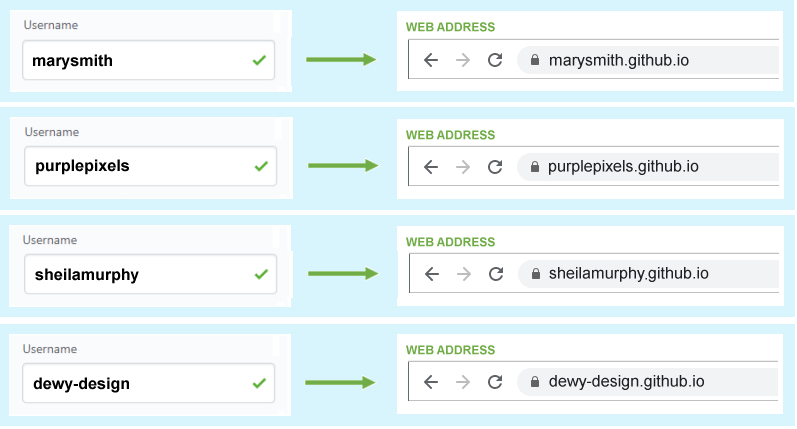 Username
marysmith
WEB ADDRESS
marysmith.github.io
Username
purplepixels
WEB ADDRESS
purplepixels.github.io
Username
sheilamurphy
WEB ADDRESS
sheilamurphy.github.io
Username
dewy-design
WEB ADDRESS
dewy-design.github.io